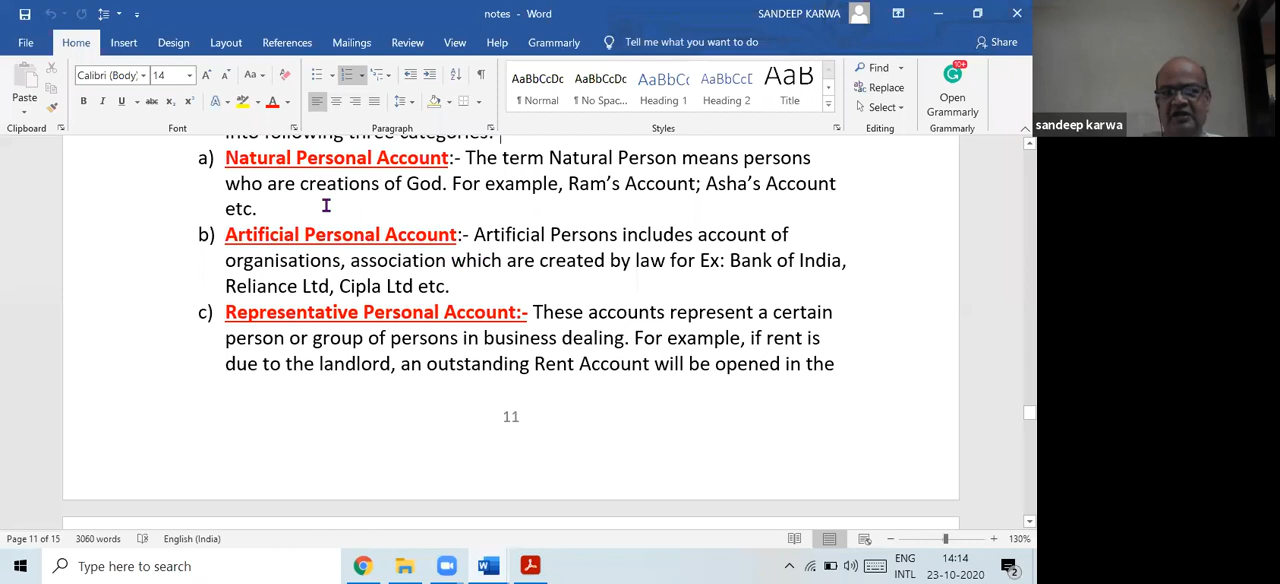 notes - Word
SANDEEP KARWA
File Home Insert Design Layout References Mailings Review View Help Grammarly Tell me what you want to do Share
Calibri (Body) 14
Paste
Clipboard Font Paragraph Styles Editing Grammarly
AaBbCcDc AaBbCcDc AaBbCc AaBbCcD AaB
¶ Normal ¶ No Spac... Heading 1 Heading 2 Title
Find
Replace
Select
10+
Open
Grammarly
sandeep karwa
into following three categories:
a) Natural Personal Account:- The term Natural Person means persons
who are creations of God. For example, Ram's Account; Asha's Account
etc.
b) Artificial Personal Account:- Artificial Persons includes account of
organisations, association which are created by law for Ex: Bank of India,
Reliance Ltd, Cipla Ltd etc.
c) Representative Personal Account:- These accounts represent a certain
person or group of persons in business dealing. For example, if rent is
due to the landlord, an outstanding Rent Account will be opened in the
11
Page 11 of 15 3060 words English (India) 130%
Type here to search
ENG
INTL
14:14
23-10-2020
2